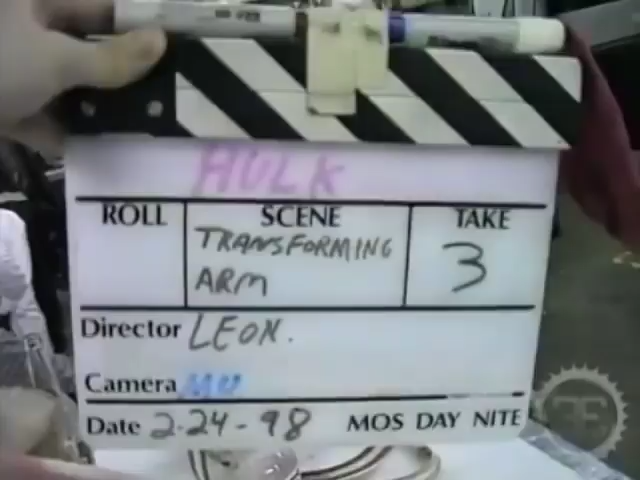 HULK
ROLL SCENE TAKE
TRANSFORMING
ARM
3
Director LEON.
Camera
Date 2-24-98 MOS DAY NITE